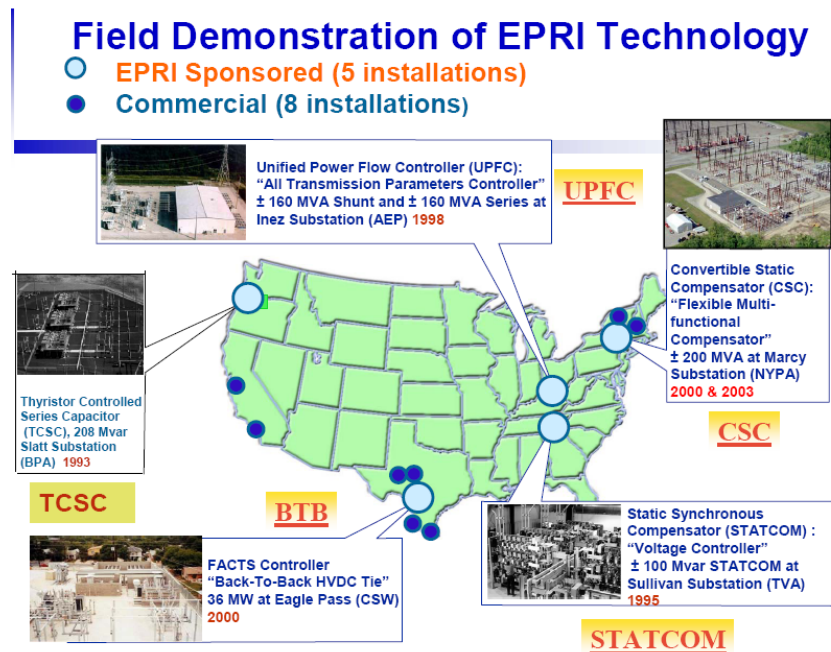 Field Demonstration of EPRI Technology
EPRI Sponsored (5 installations)
Commercial (8 installations)
Unified Power Flow Controller (UPFC):
“All Transmission Parameters Controller”
± 160 MVA Shunt and ± 160 MVA Series at
Inez Substation (AEP) 1998
UPFC
Convertible Static
Compensator (CSC):
“Flexible Multi-
functional
Compensator”
± 200 MVA at Marcy
Substation (NYPA)
2000 & 2003
CSC
Thyristor Controlled
Series Capacitor
(TCSC), 208 Mvar
Slatt Substation
(BPA) 1993
TCSC
BTB
FACTS Controller
“Back-To-Back HVDC Tie”
36 MW at Eagle Pass (CSW)
2000
Static Synchronous
Compensator (STATCOM) :
“Voltage Controller”
± 100 Mvar STATCOM at
Sullivan Substation (TVA)
1995
STATCOM